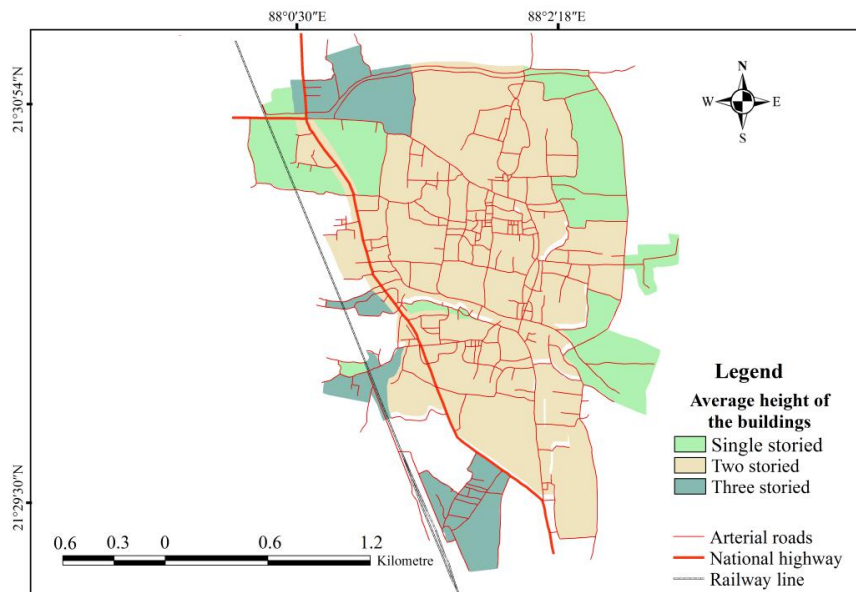 88°0′30″E 88°2′18″E
21°30′54″N
N
W E
S
Legend
Average height of
the buildings
Single storied
Two storied
Three storied
21°29′30″N
Arterial roads
0.6 0.3 0 0.6 1.2
Kilometre
National highway
Railway line